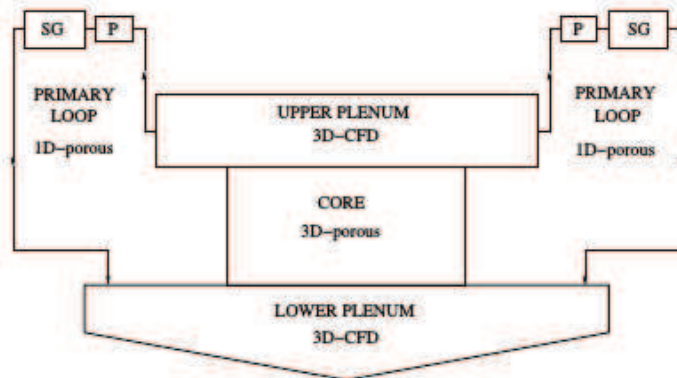 SG P P SG
PRIMARY
LOOP
1D-porous
UPPER PLENUM
3D-CFD
PRIMARY
LOOP
1D-porous
CORE
3D-porous
LOWER PLENUM
3D-CFD